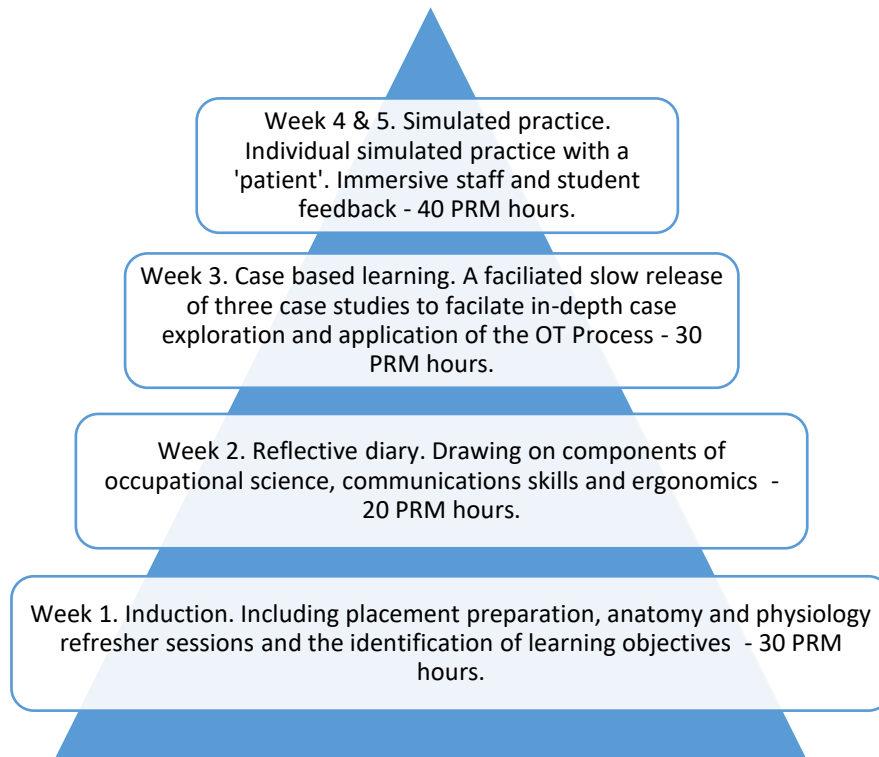 Week 4 & 5. Simulated practice.
Individual simulated practice with a
'patient'. Immersive staff and student
feedback - 40 PRM hours.
Week 3. Case based learning. A faciliated slow release
of three case studies to facilate in-depth case
exploration and application of the OT Process - 30
PRM hours.
Week 2. Reflective diary. Drawing on components of
occupational science, communications skills and ergonomics  -
20 PRM hours.
Week 1. Induction. Including placement preparation, anatomy and physiology
refresher sessions and the identification of learning objectives  - 30 PRM
hours.